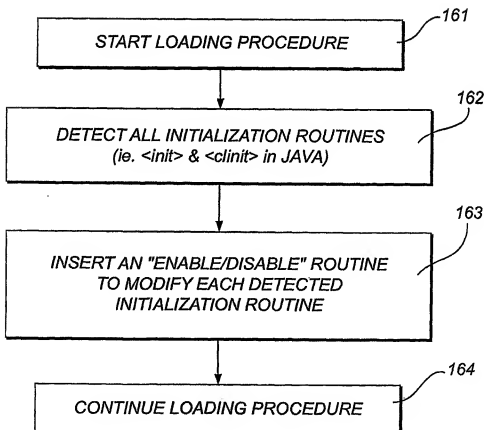 161
START LOADING PROCEDURE
162
DETECT ALL INITIALIZATION ROUTINES
(ie. <init> & <clinit> in JAVA)
163
INSERT AN "ENABLE/DISABLE" ROUTINE
TO MODIFY EACH DETECTED
INITIALIZATION ROUTINE
164
CONTINUE LOADING PROCEDURE